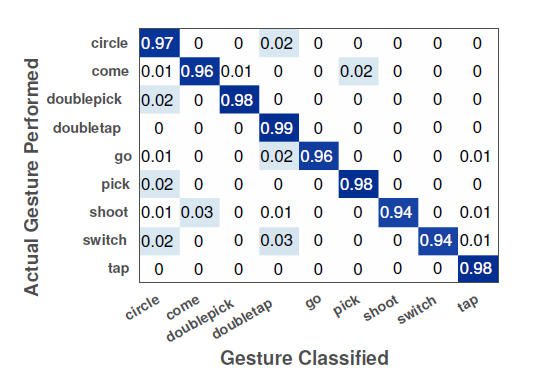 circle 0.97 0 0 0.02 0 0 0 0 0
come 0.01 0.96 0.01 0 0 0.02 0 0 0
doublepick 0.02 0 0.98 0 0 0 0 0 0
doubletap 0 0 0 0.99 0 0 0 0 0
go 0.01 0 0 0.02 0.96 0 0 0 0.01
pick 0.02 0 0 0 0 0.98 0 0 0
shoot 0.01 0.03 0 0.01 0 0 0.94 0 0.01
switch 0.02 0 0 0.03 0 0 0 0.94 0.01
tap 0 0 0 0 0 0 0 0 0.98
circle come doublepick doubletap go pick shoot switch tap
Gesture Classified
Actual Gesture Performed